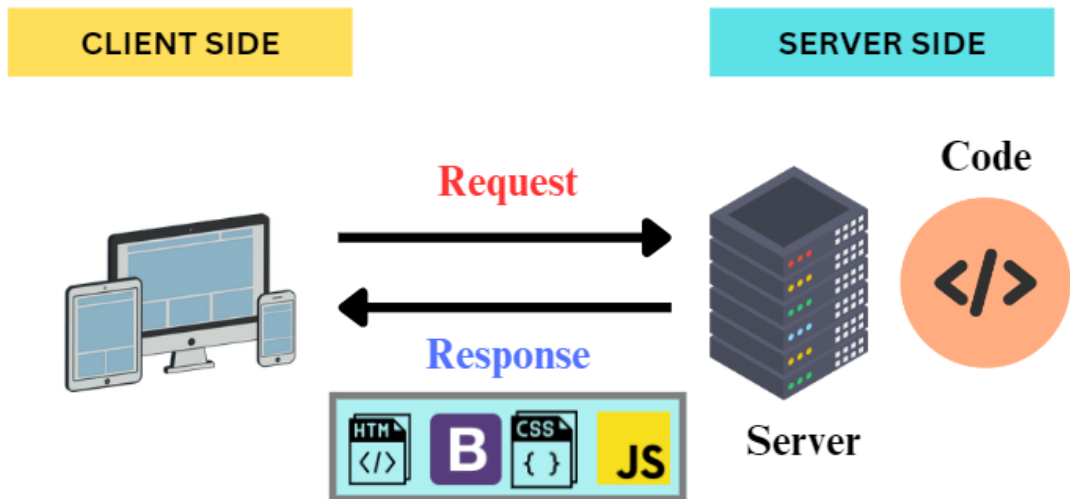 CLIENT SIDE
SERVER SIDE
Code
Request
</>
Response
HTM
</>
B
CSS
{ }
JS
Server